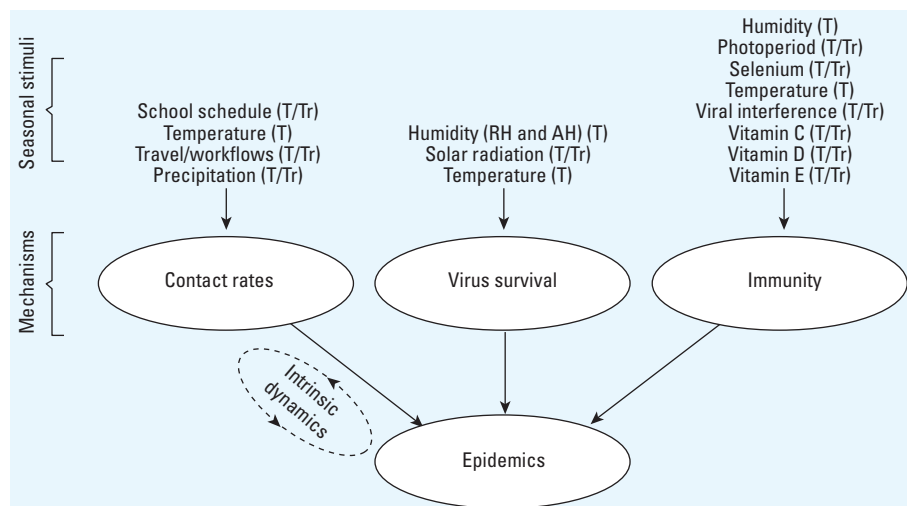 Seasonal stimuli
School schedule (T/Tr)
Temperature (T)
Travel/workflows (T/Tr)
Precipitation (T/Tr)
Humidity (RH and AH) (T)
Solar radiation (T/Tr)
Temperature (T)
Humidity (T)
Photoperiod (T/Tr)
Selenium (T/Tr)
Temperature (T)
Viral interference (T/Tr)
Vitamin C (T/Tr)
Vitamin D (T/Tr)
Vitamin E (T/Tr)
Mechanisms
Contact rates
Virus survival
Immunity
Intrinsic
dynamics
Epidemics